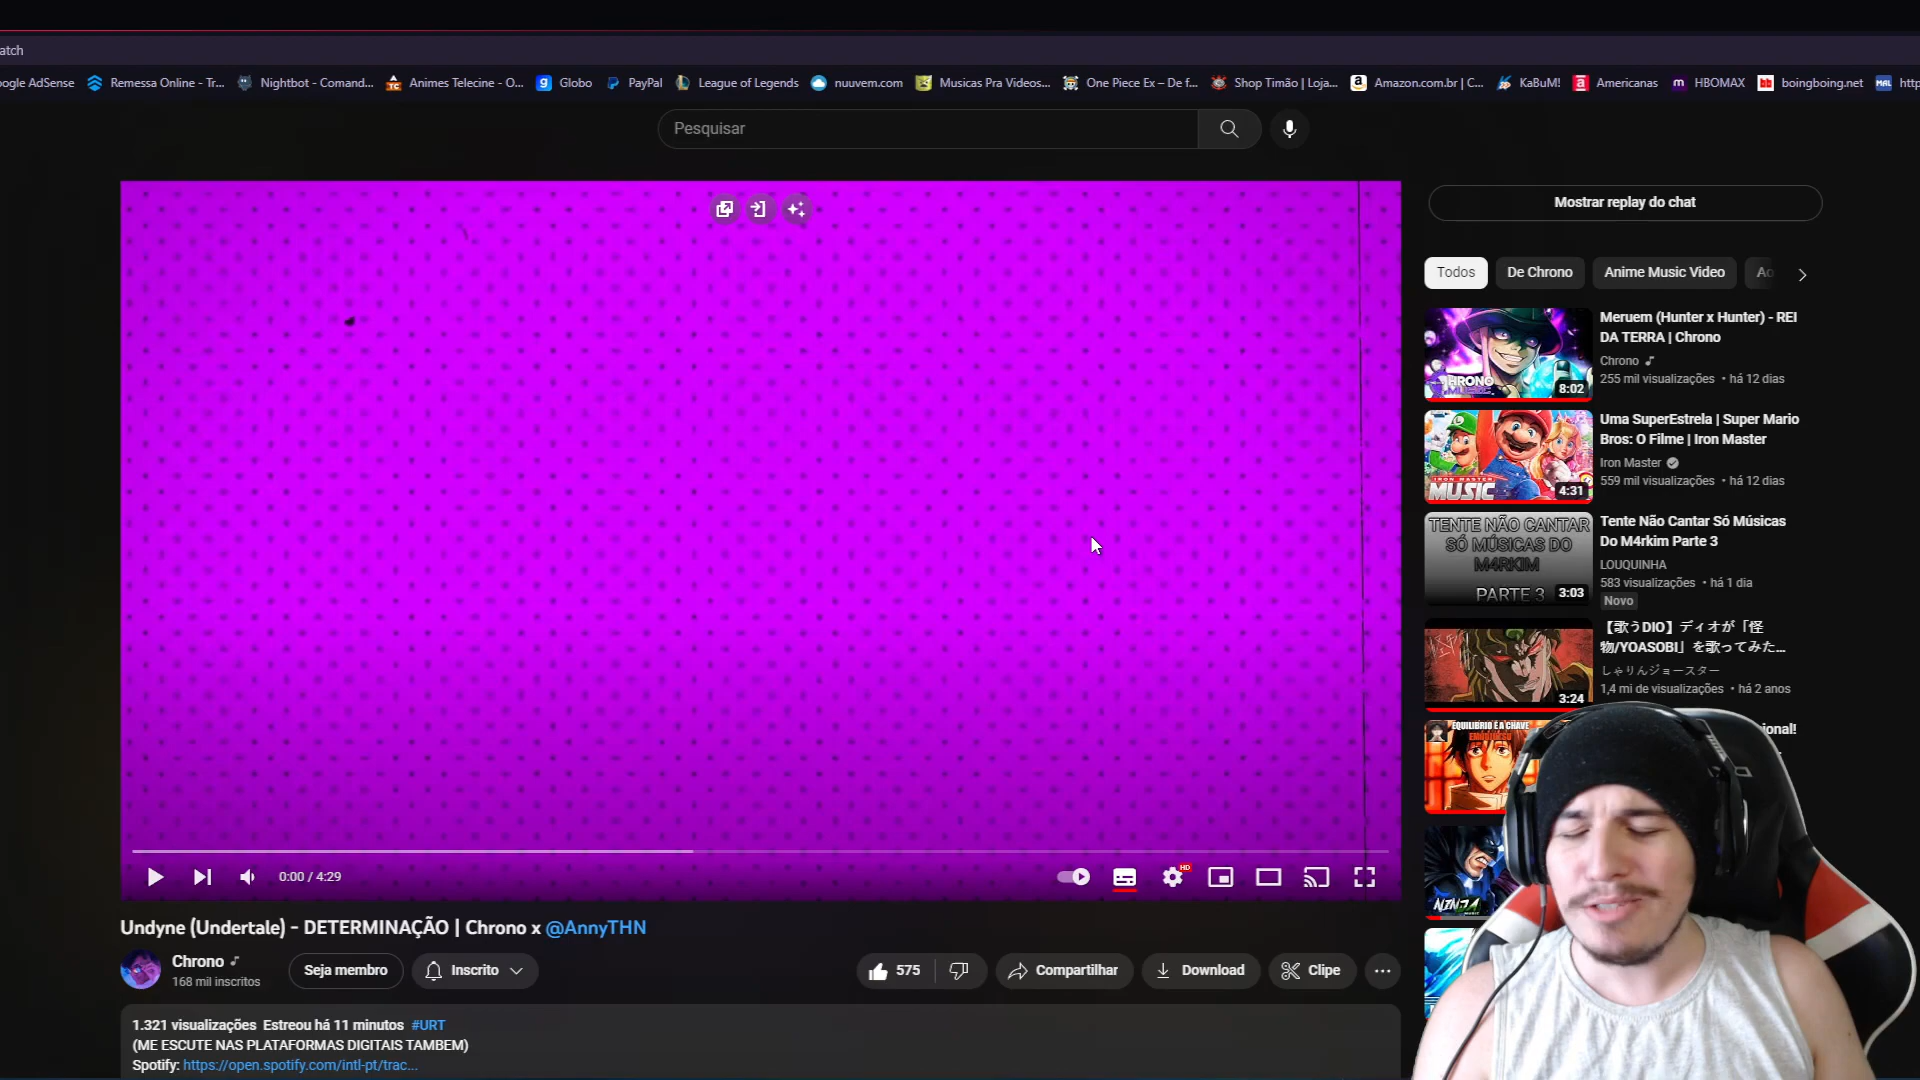 atch
ogle AdSense
Remessa Online - Tr...
Nightbot - Comand...
Animes Telecine - O...
Globo
PayPal
League of Legends
nuuvem.com
Musicas Pra Videos...
One Piece Ex – De f...
Shop Timão | Loja...
Amazon.com.br | C...
KaBuM!
Americanas
HBOMAX
boingboing.net
http
Pesquisar
Mostrar replay do chat
Todos
De Chrono
Anime Music Video
Ao
Meruem (Hunter x Hunter) - REI
DA TERRA | Chrono
Chrono
255 mil visualizações • há 12 dias
8:02
Uma SuperEstrela | Super Mario
Bros: O Filme | Iron Master
Iron Master
559 mil visualizações • há 12 dias
IRON MASTER
MUSIC
4:31
TENTE NÃO CANTAR
SÓ MÚSICAS DO
M4RKIM
PARTE 3
3:03
Tente Não Cantar Só Músicas
Do M4rkim Parte 3
LOUQUINHA
583 visualizações • há 1 dia
Novo
【歌うDIO】ディオが「怪
物/YOASOBI」を歌ってみた...
しゃりんジョースター
1,4 mi de visualizações • há 2 anos
3:24
EQUILIBRIO E A CHAVE
ional!
NINJA
0:00 / 4:29
HD
Undyne (Undertale) - DETERMINAÇÃO | Chrono x @AnnyTHN
Chrono
168 mil inscritos
Seja membro
Inscrito
575
Compartilhar
Download
Clipe
1.321 visualizações Estreou há 11 minutos #URT
(ME ESCUTE NAS PLATAFORMAS DIGITAIS TAMBEM)
Spotify: https://open.spotify.com/intl-pt/trac...